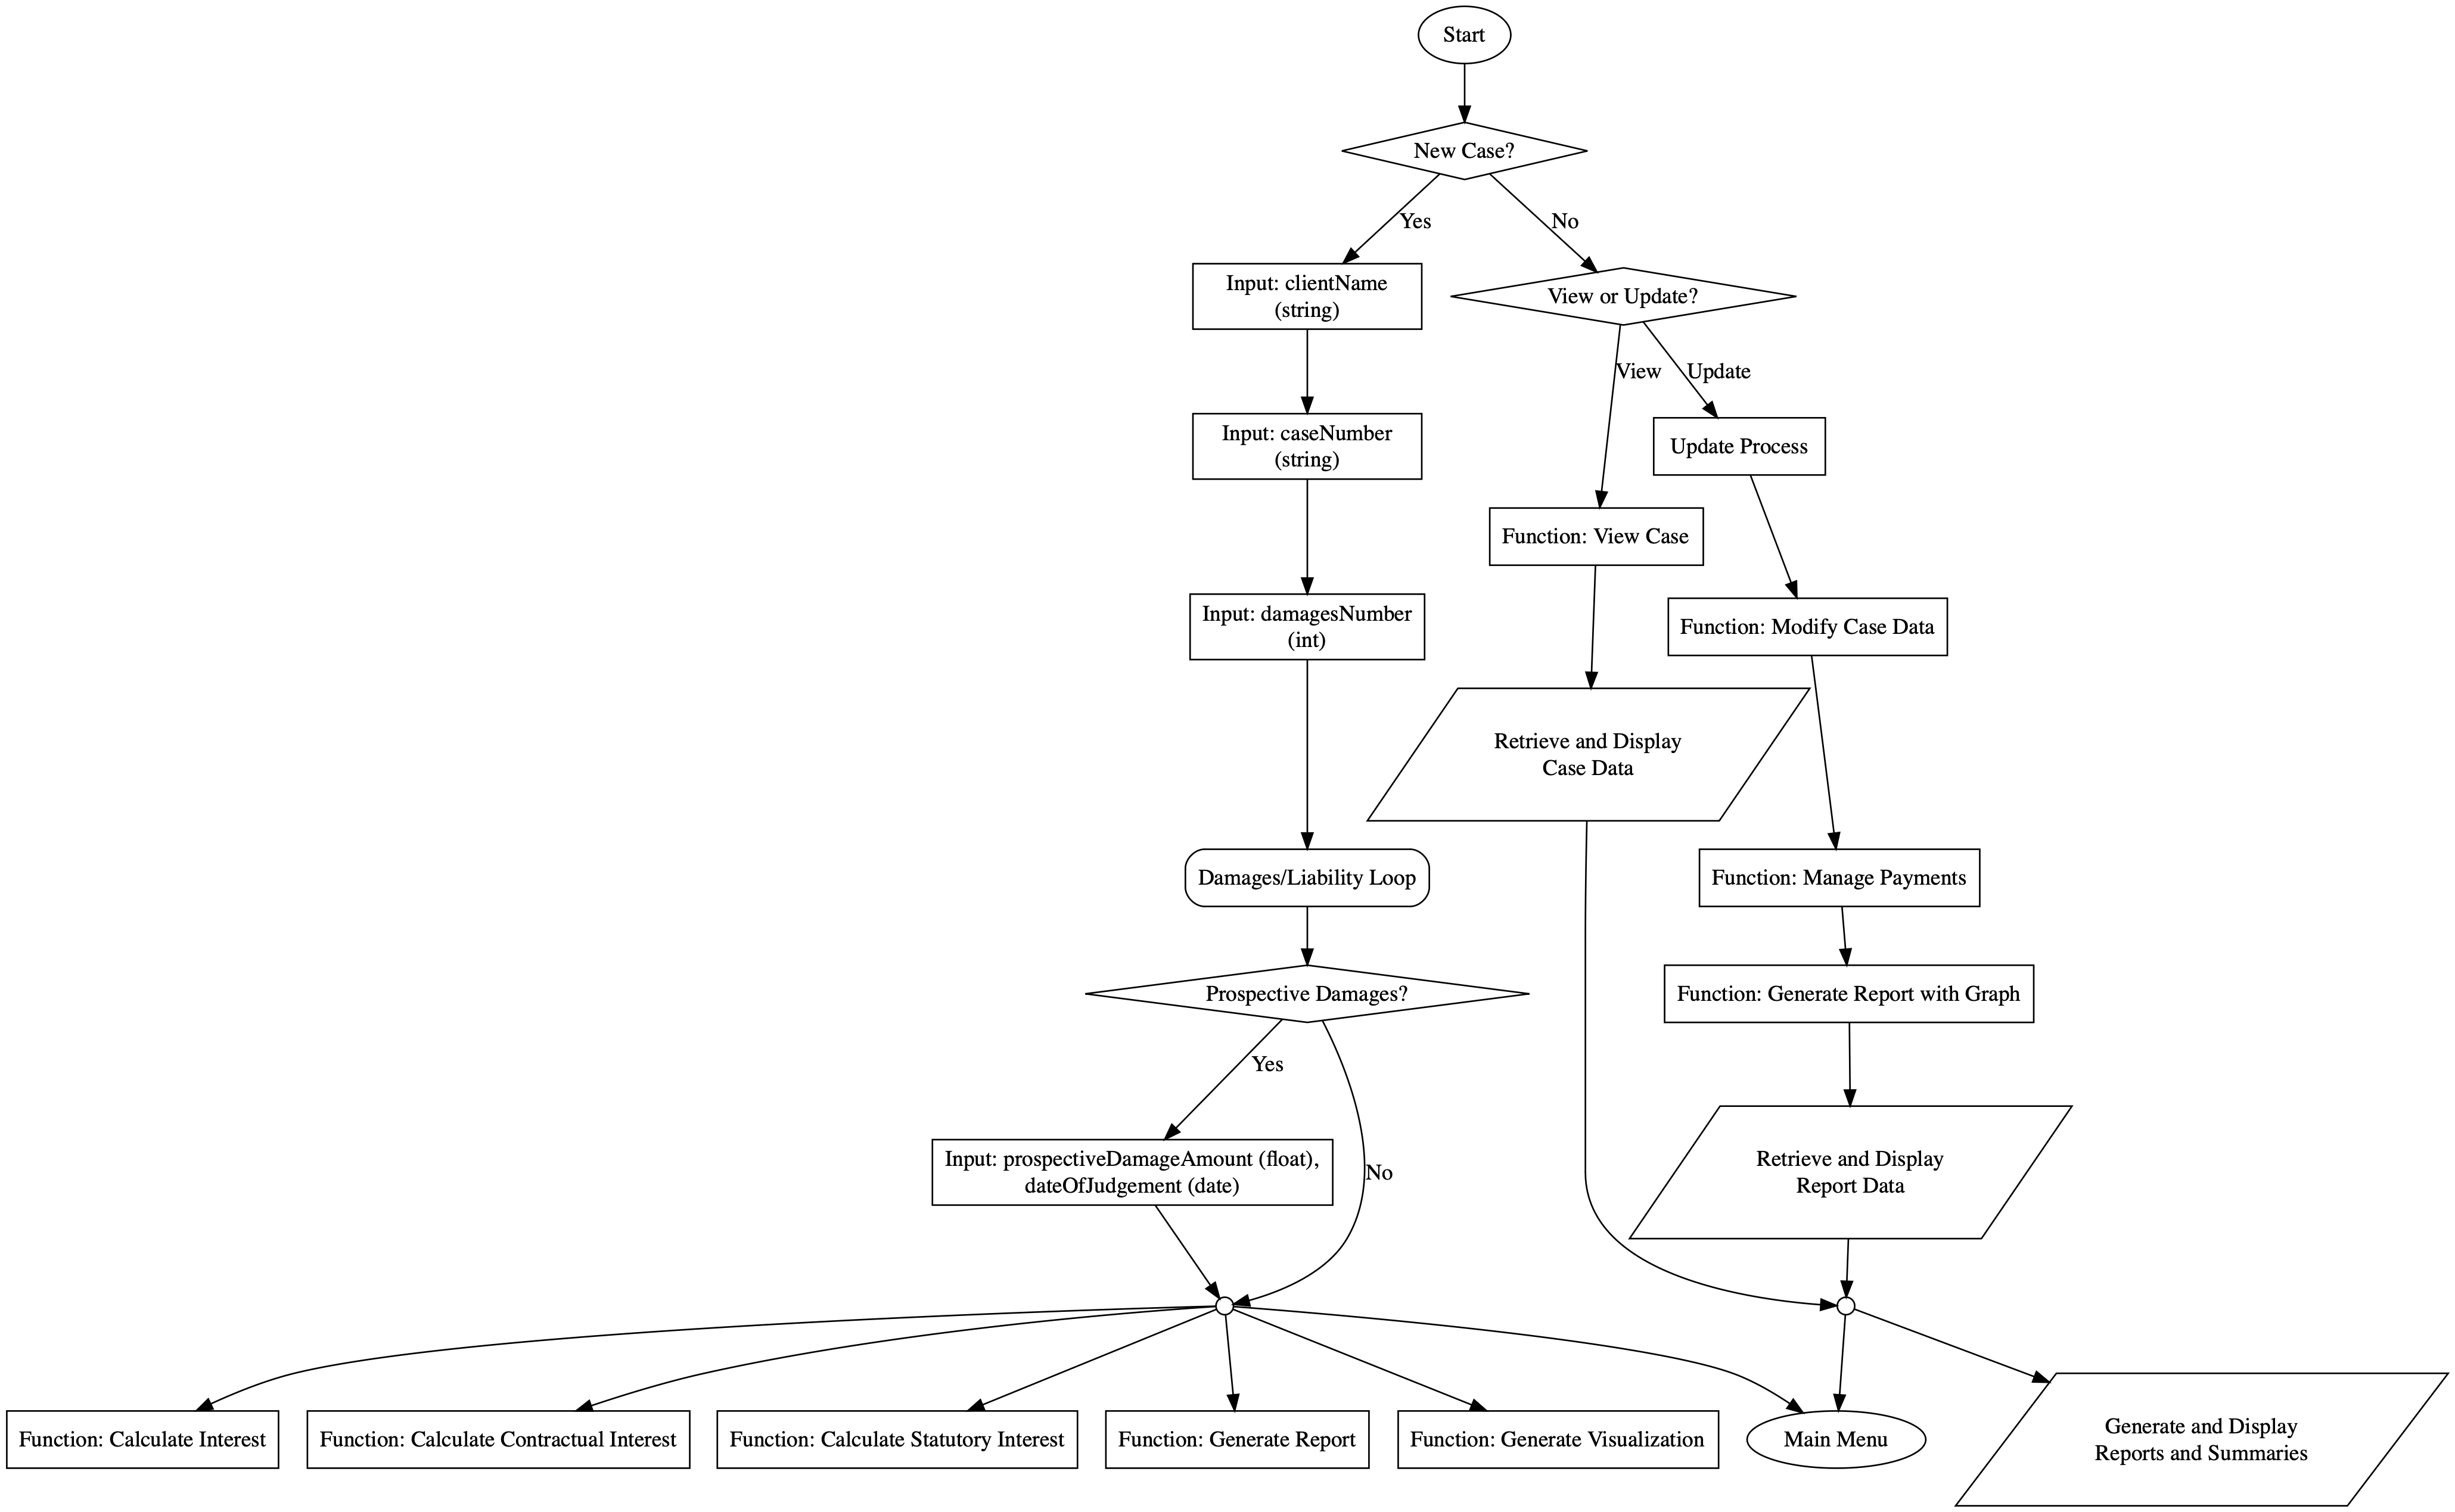 Start
New Case?
Yes
No
Input: clientName
(string)
View or Update?
View
Update
Input: caseNumber
(string)
Update Process
Function: View Case
Input: damagesNumber
(int)
Function: Modify Case Data
Retrieve and Display
Case Data
Damages/Liability Loop
Function: Manage Payments
Prospective Damages?
Function: Generate Report with Graph
Yes
No
Input: prospectiveDamageAmount (float),
dateOfJudgement (date)
Retrieve and Display
Report Data
Function: Calculate Interest
Function: Calculate Contractual Interest
Function: Calculate Statutory Interest
Function: Generate Report
Function: Generate Visualization
Main Menu
Generate and Display
Reports and Summaries